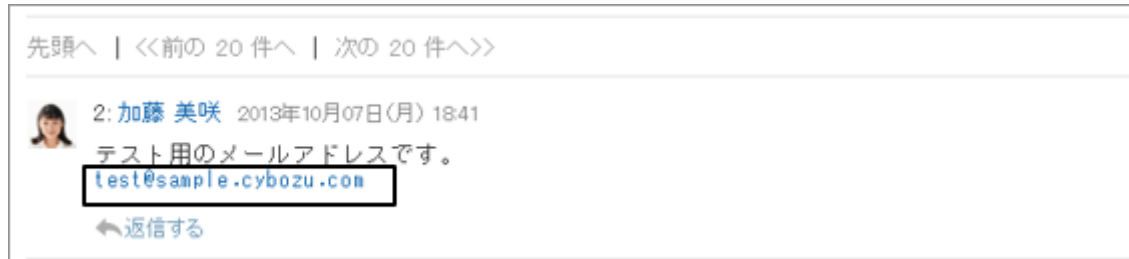 先頭へ | <<前の 20 件へ | 次の 20 件へ>>
2: 加藤 美咲 2013年10月07日(月) 18:41
テスト用のメールアドレスです。
test@sample.cybozu.com
返信する